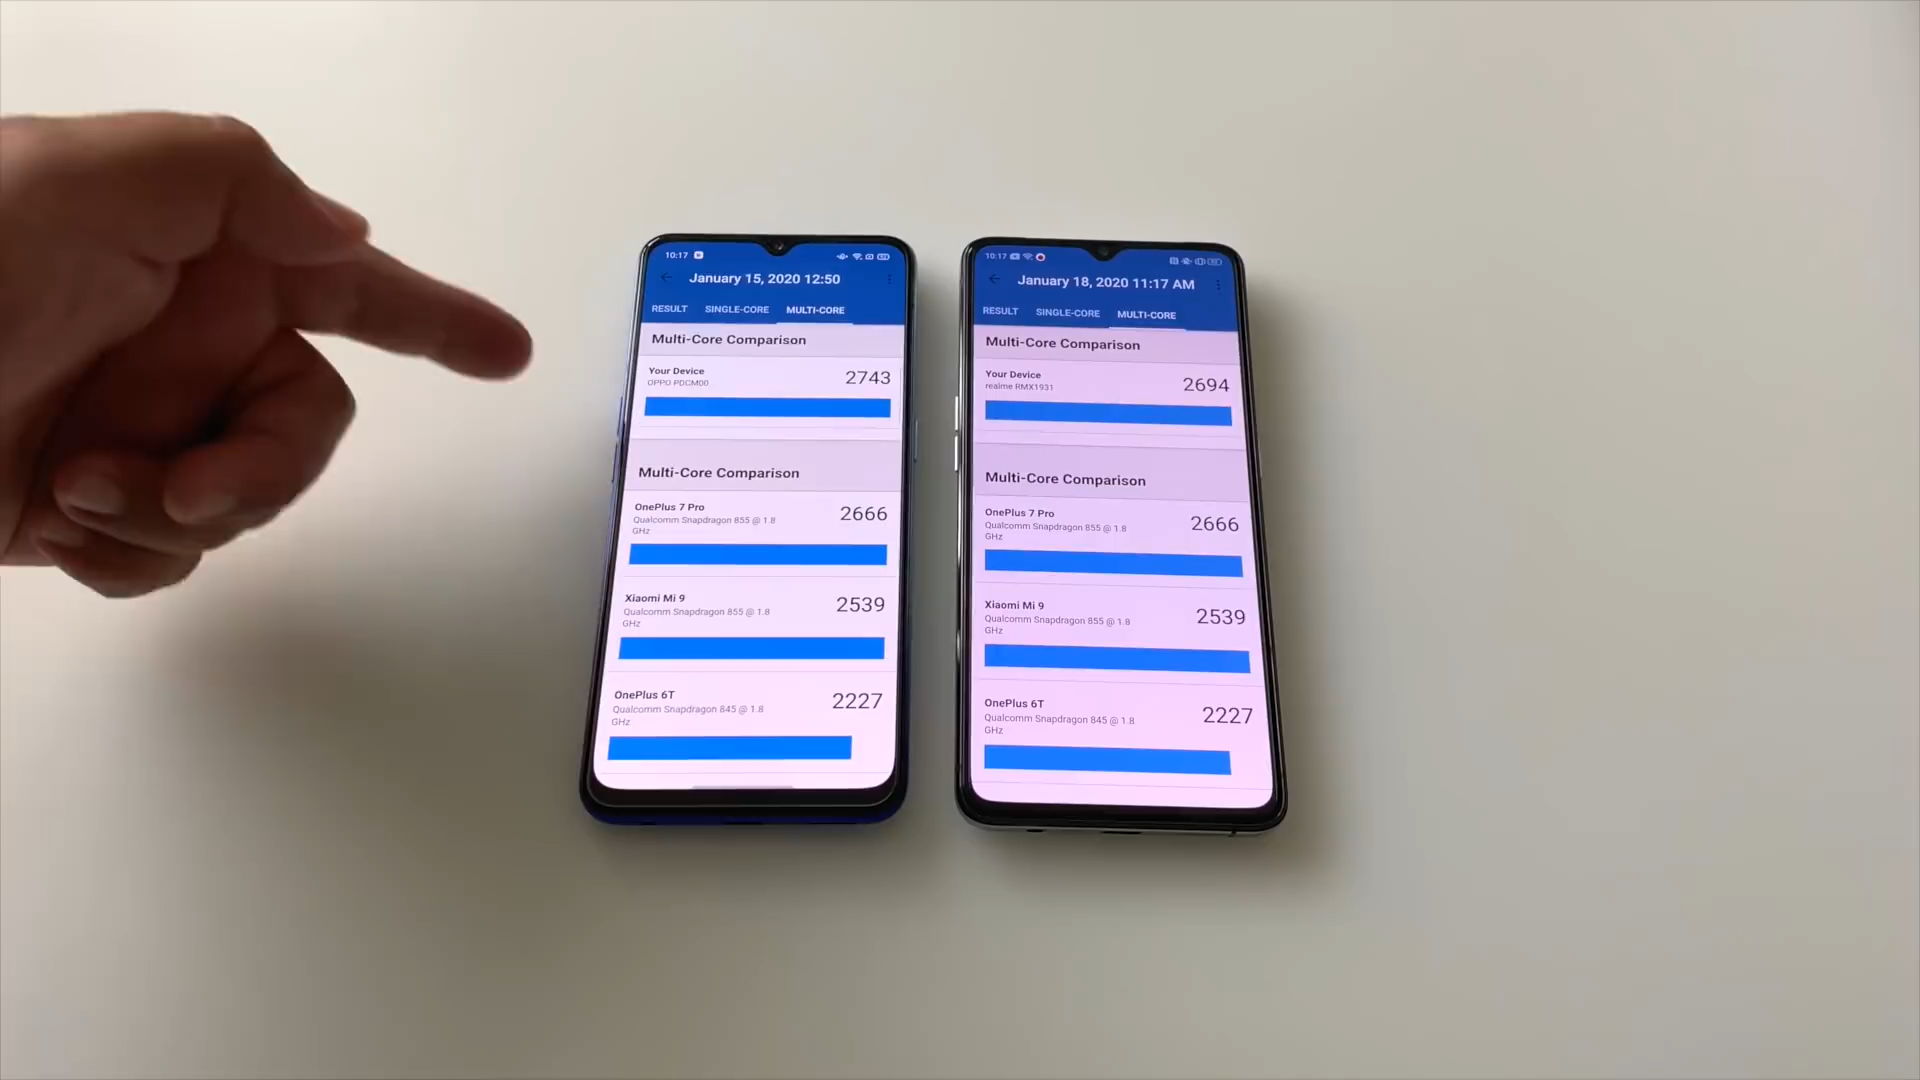 10:17
January 15, 2020 12:50
RESULT SINGLE-CORE MULTI-CORE
Multi-Core Comparison
Your Device
OPPO PDCM00
2743
Multi-Core Comparison
OnePlus 7 Pro
Qualcomm Snapdragon 855 @ 1.8
GHz
2666
Xiaomi Mi 9
Qualcomm Snapdragon 855 @ 1.8
GHz
2539
OnePlus 6T
Qualcomm Snapdragon 845 @ 1.8
GHz
2227
10:17
January 18, 2020 11:17 AM
RESULT SINGLE-CORE MULTI-CORE
Multi-Core Comparison
Your Device
realme RMX1931
2694
Multi-Core Comparison
OnePlus 7 Pro
Qualcomm Snapdragon 855 @ 1.8
GHz
2666
Xiaomi Mi 9
Qualcomm Snapdragon 855 @ 1.8
GHz
2539
OnePlus 6T
Qualcomm Snapdragon 845 @ 1.8
GHz
2227